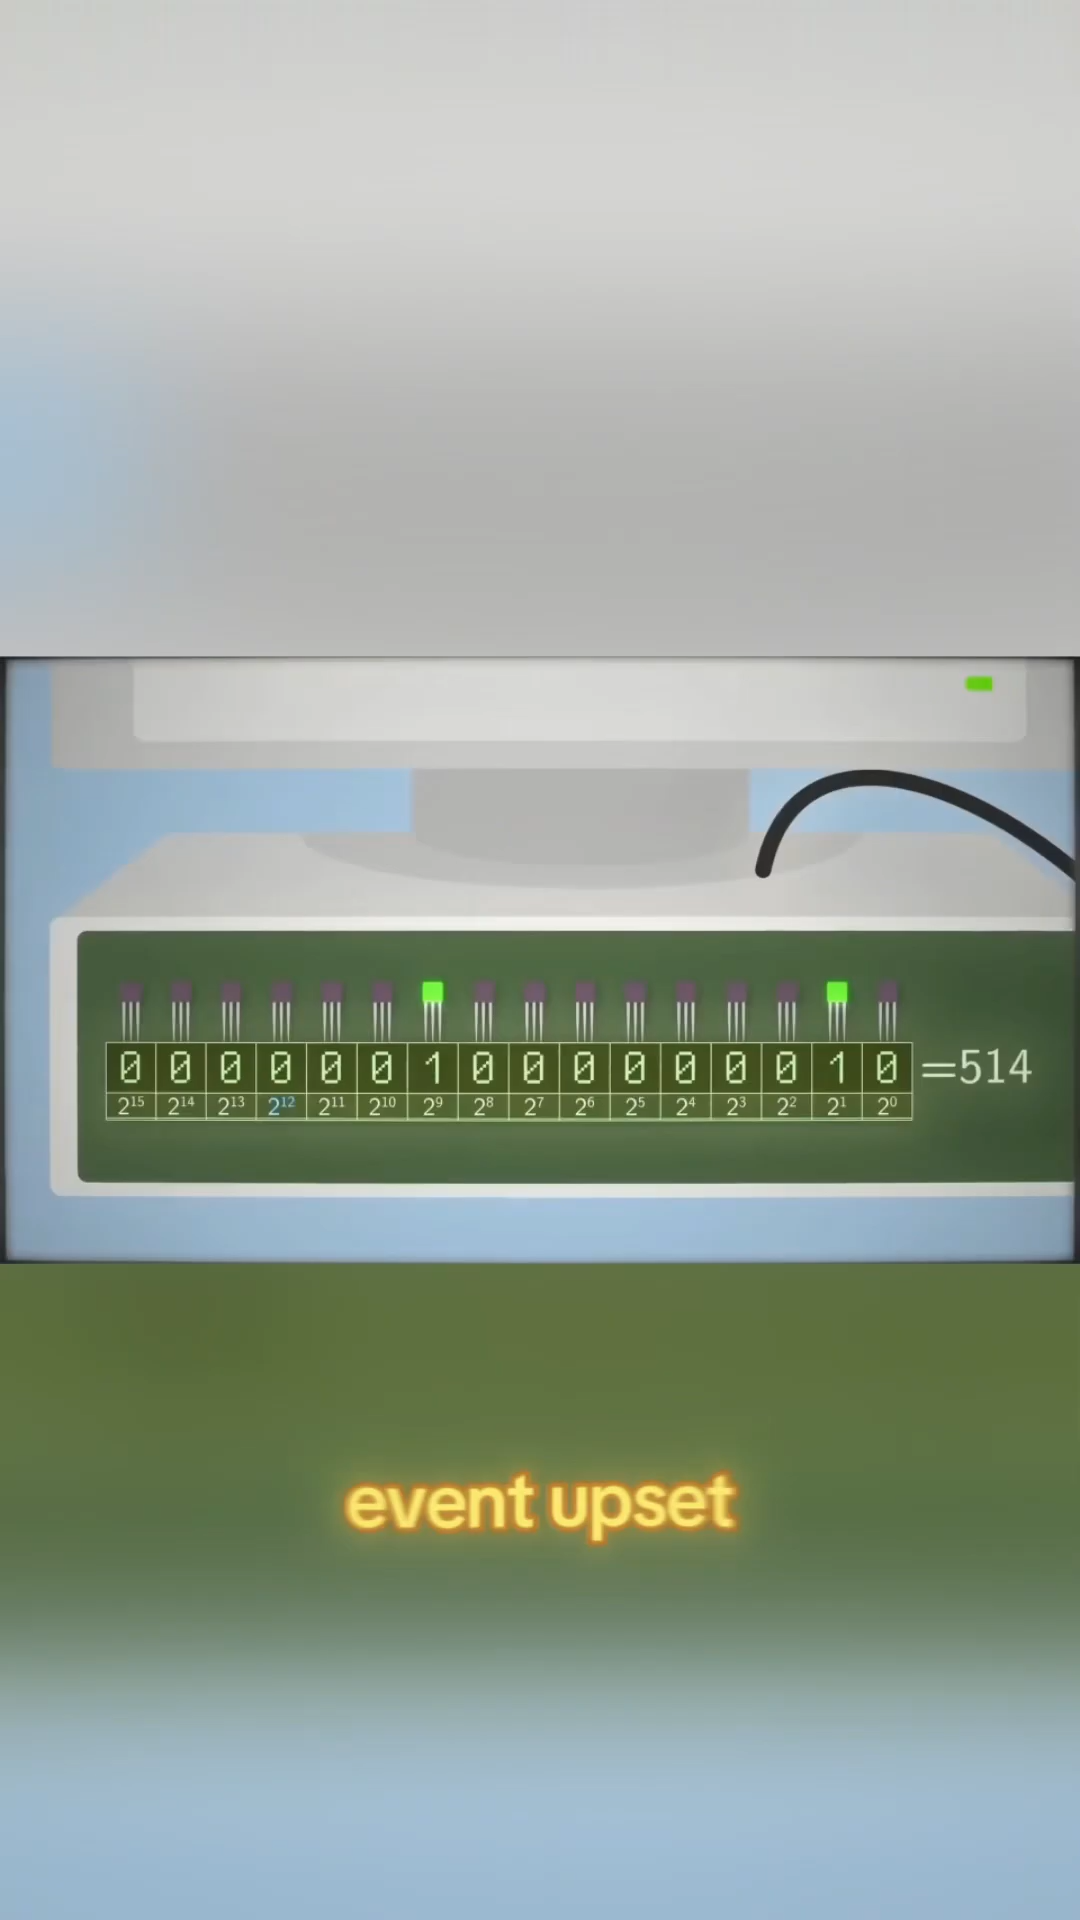 0 0 0 0 0 0 1 0 0 0 0 0 0 0 1 0 =514
2¹⁵ 2¹⁴ 2¹³ 2¹² 2¹¹ 2¹⁰ 2⁹ 2⁸ 2⁷ 2⁶ 2⁵ 2⁴ 2³ 2² 2¹ 2⁰
event upset